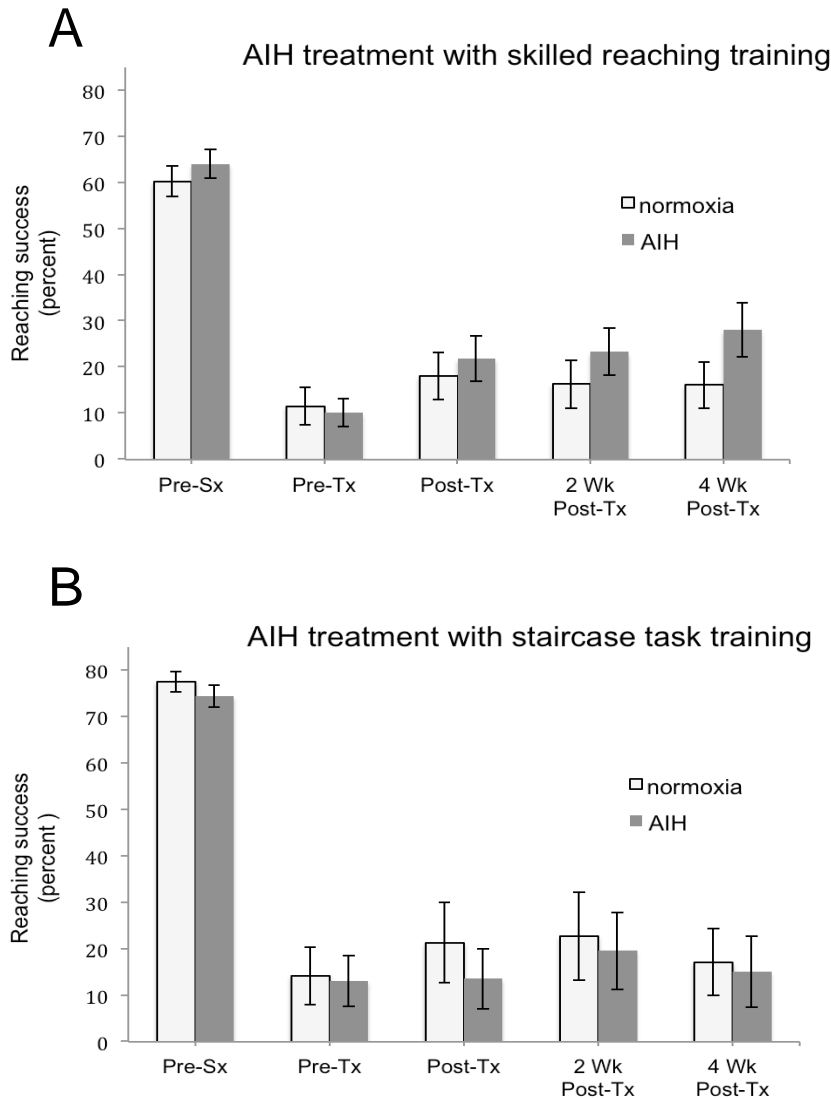 A
AIH treatment with skilled reaching training
80
70
60
50
40
30
20
10
0
Reaching success
(percent)
normoxia
AIH
Pre-Sx
Pre-Tx
Post-Tx
2 Wk
Post-Tx
4 Wk
Post-Tx
B
AIH treatment with staircase task training
80
70
60
50
40
30
20
10
0
Reaching success
(percent )
normoxia
AIH
Pre-Sx
Pre-Tx
Post-Tx
2 Wk
Post-Tx
4 Wk
Post-Tx